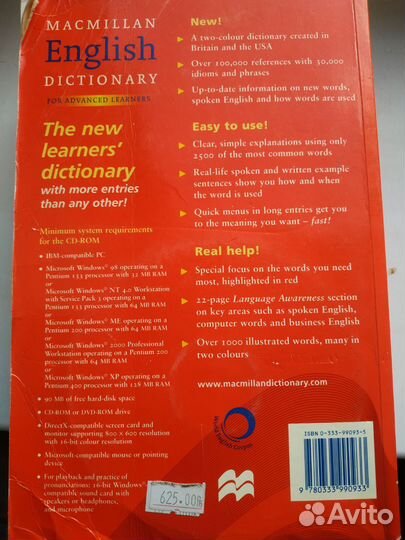 MACMILLAN
English
DICTIONARY
FOR ADVANCED LEARNERS
The new
learners'
dictionary
with more entries
than any other!
Minimum system requirements
for the CD-ROM
• IBM-compatible PC
• Microsoft Windows® 98 operating on a
Pentium 133 processor with 32 MB RAM
or
Microsoft Windows® NT 4.0 Workstation
with Service Pack 3 operating on a
Pentium 133 processor with 64 MB RAM
or
Microsoft Windows® ME operating on a
Pentium 200 processor with 64 MB RAM
or
Microsoft Windows® 2000 Professional
Workstation operating on a Pentium 200
processor with 64 MB RAM
or
Microsoft Windows® XP operating on a
Pentium 400 processor with 128 MB RAM
• 90 MB of free hard-disk space
• CD-ROM or DVD-ROM drive
• DirectX-compatible screen card and
monitor supporting 800 x 600 resolution
with 16-bit colour resolution
• Microsoft-compatible mouse or pointing
device
• For playback and practice of
pronunciations: 16-bit Windows®-
compatible sound card with
speakers or headphones,
and microphone
625.00
New!
A two-colour dictionary created in
Britain and the USA
Over 100,000 references with 30,000
idioms and phrases
Up-to-date information on new words,
spoken English and how words are used
Easy to use!
Clear, simple explanations using only
2500 of the most common words
Real-life spoken and written example
sentences show you how and when
the word is used
Quick menus in long entries get you
to the meaning you want – fast!
Real help!
Special focus on the words you need
most, highlighted in red
22-page Language Awareness section
on key areas such as spoken English,
computer words and business English
Over 1000 illustrated words, many in
two colours
www.macmillandictionary.com
World English Corpus
ISBN 0-333-99093-5
9 780333 990933
Avito